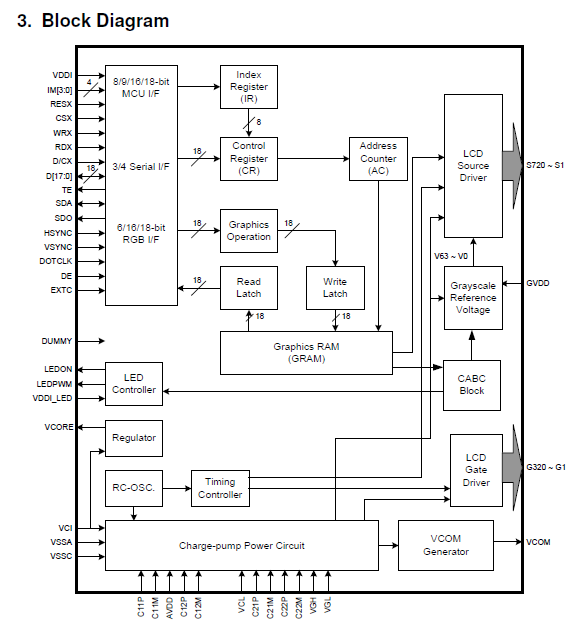 3. Block Diagram
VDDI
IM[3:0]
RESX
CSX
WRX
RDX
D/CX
D[17:0]
TE
SDA
SDO
HSYNC
VSYNC
DOTCLK
DE
EXTC
DUMMY
LEDON
LEDPWM
VDDI_LED
VCORE
VCI
VSSA
VSSC
4
18
8/9/16/18-bit
MCU I/F
3/4 Serial I/F
6/16/18-bit
RGB I/F
Index
Register
(IR)
8
18
Control
Register
(CR)
Address
Counter
(AC)
18
Graphics
Operation
18
18
Read
Latch
Write
Latch
18
18
Graphics RAM
(GRAM)
LCD
Source
Driver
S720 ~ S1
V63 ~ V0
Grayscale
Reference
Voltage
GVDD
CABC
Block
LED
Controller
Regulator
RC-OSC.
Timing
Controller
LCD
Gate
Driver
G320 ~ G1
Charge-pump Power Circuit
VCOM
Generator
VCOM
C11P
C11M
AVDD
C12P
C12M
VCL
C21P
C21M
C22P
C22M
VGH
VGL